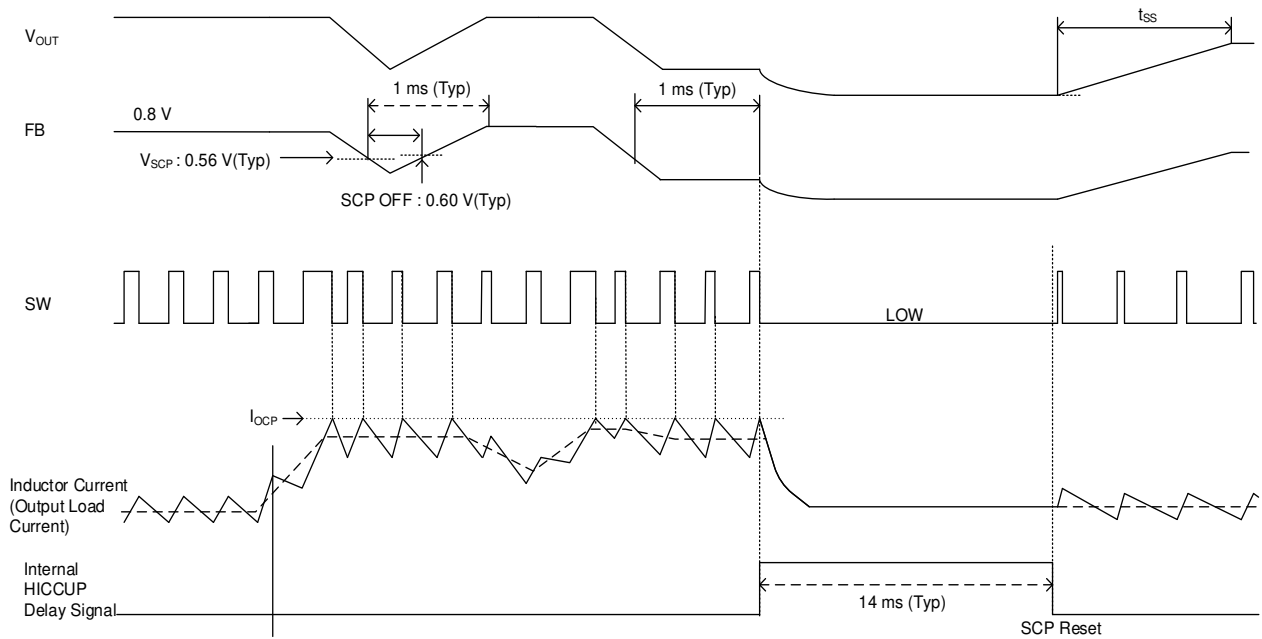 tSS
VOUT
1 ms (Typ)
1 ms (Typ)
0.8 V
FB
VSCP : 0.56 V(Typ)
SCP OFF : 0.60 V(Typ)
SW
LOW
IOCP
Inductor Current
(Output Load
Current)
Internal
HICCUP
Delay Signal
14 ms (Typ)
SCP Reset